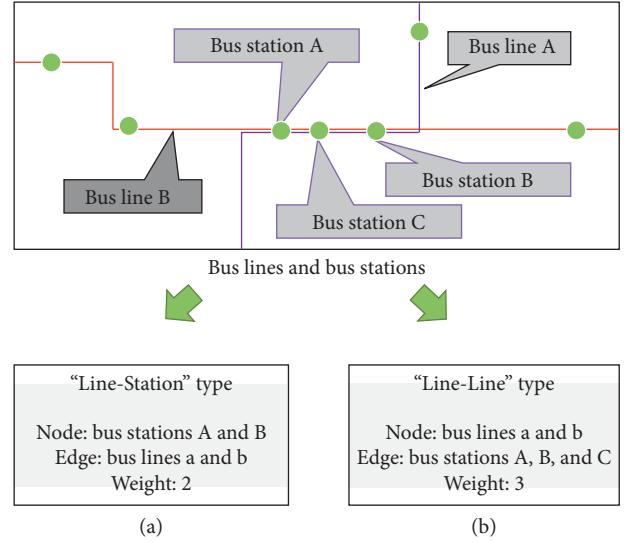 Bus station A
Bus line A
Bus line B
Bus station B
Bus station C
Bus lines and bus stations
“Line-Station” type
Node: bus stations A and B
Edge: bus lines a and b
Weight: 2
(a)
“Line-Line” type
Node: bus lines a and b
Edge: bus stations A, B, and C
Weight: 3
(b)